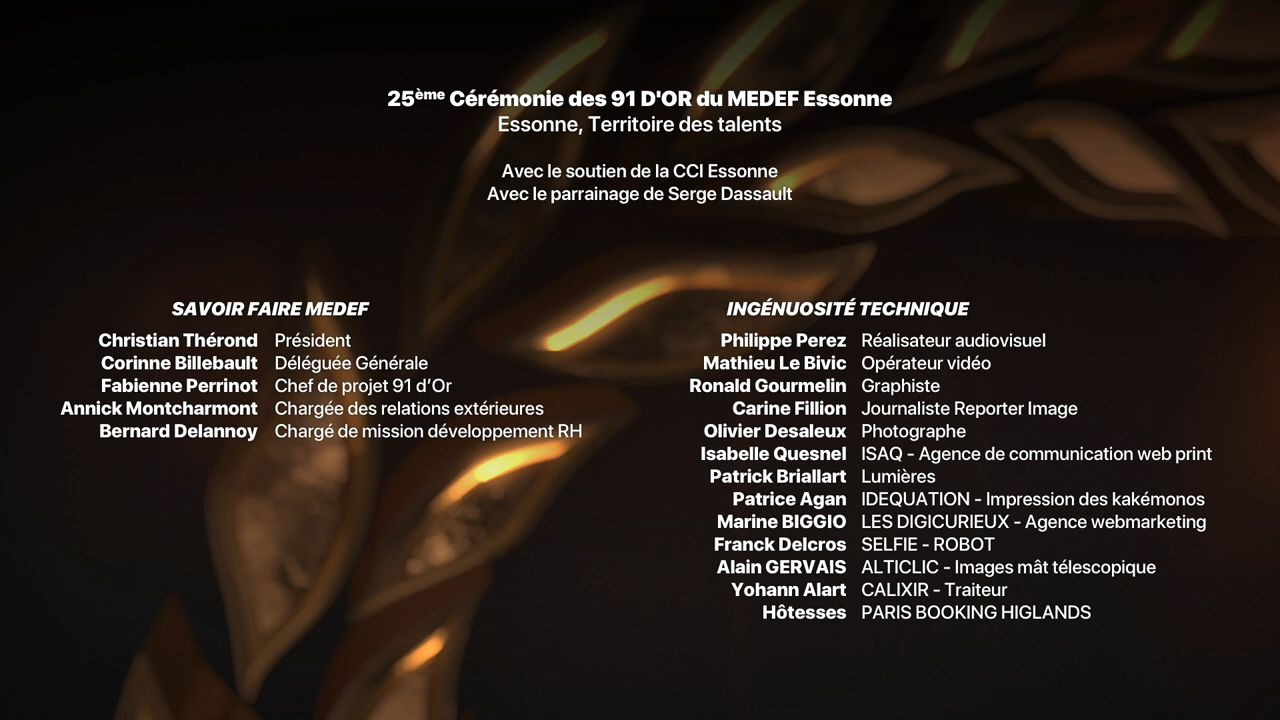 25ème Cérémonie des 91 D'OR du MEDEF Essonne
Essonne, Territoire des talents
Avec le soutien de la CCI Essonne
Avec le parrainage de Serge Dassault
SAVOIR FAIRE MEDEF
Christian Thérond Président
Corinne Billebault Déléguée Générale
Fabienne Perrinot Chef de projet 91 d’Or
Annick Montcharmont Chargée des relations extérieures
Bernard Delannoy Chargé de mission développement RH
INGÉNUOSITÉ TECHNIQUE
Philippe Perez Réalisateur audiovisuel
Mathieu Le Bivic Opérateur vidéo
Ronald Gourmelin Graphiste
Carine Fillion Journaliste Reporter Image
Olivier Desaleux Photographe
Isabelle Quesnel ISAQ - Agence de communication web print
Patrick Briallart Lumières
Patrice Agan IDEQUATION - Impression des kakémonos
Marine BIGGIO LES DIGICURIEUX - Agence webmarketing
Franck Delcros SELFIE - ROBOT
Alain GERVAIS ALTICLIC - Images mât télescopique
Yohann Alart CALIXIR - Traiteur
Hôtesses PARIS BOOKING HIGLANDS